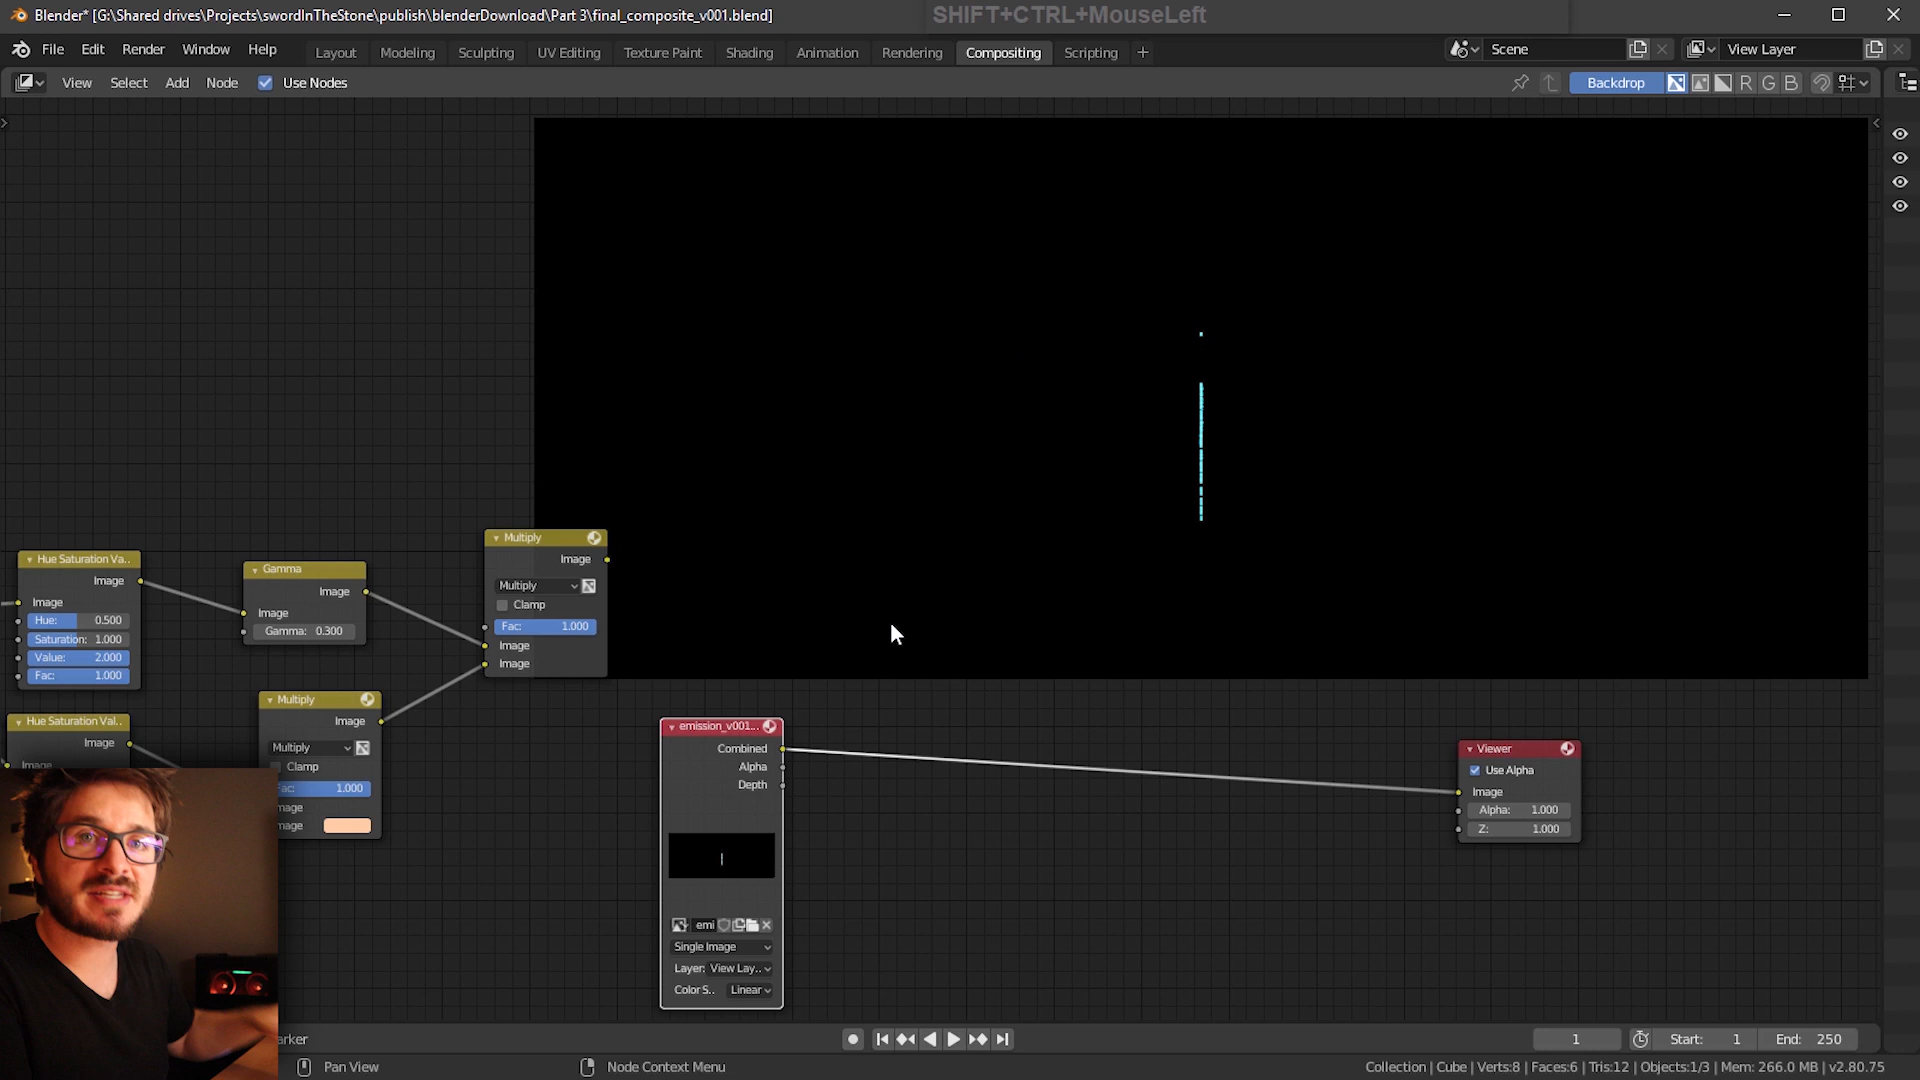 Blender* [G:\Shared drives\Projects\swordInTheStone\publish\blenderDownload\Part 3\final_composite_v001.blend]
SHIFT+CTRL+MouseLeft
File Edit Render Window Help
Layout Modeling Sculpting UV Editing Texture Paint Shading Animation Rendering Compositing Scripting +
Scene
View Layer
View Select Add Node Use Nodes
Backdrop R G B
Multiply
Image
Multiply
Clamp
Fac: 1.000
Image
Image
Hue Saturation Va..
Image
Image
Hue: 0.500
Saturation: 1.000
Value: 2.000
Fac: 1.000
Gamma
Image
Image
Gamma: 0.300
Multiply
Image
Multiply
Clamp
Fac: 1.000
mage
mage
Hue Saturation Val..
Image
Image
emission_v001...
Combined
Alpha
Depth
emi
Single Image
Layer: View Lay..
Color S.. Linear
Viewer
Use Alpha
Image
Alpha: 1.000
Z: 1.000
arker
1
Start: 1
End: 250
Pan View
Node Context Menu
Collection | Cube | Verts:8 | Faces:6 | Tris:12 | Objects:1/3 | Mem: 266.0 MB | v2.80.75